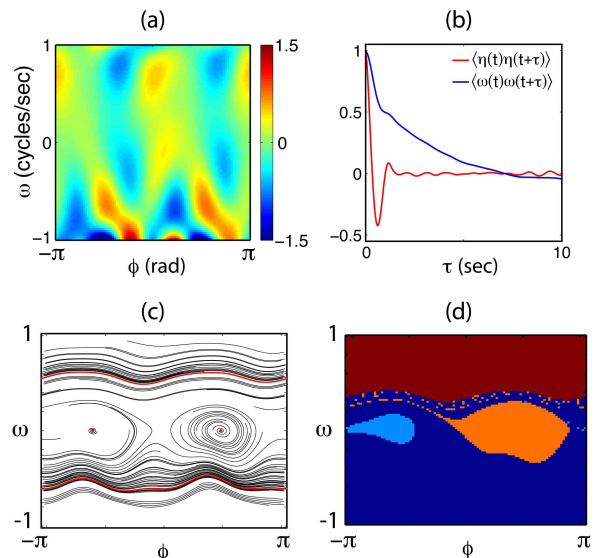 (a)
1
0
-1
ω (cycles/sec)
-π
π
ϕ (rad)
1.5
0
-1.5
(b)
1
0.5
0
-0.5
0
10
τ (sec)
⟨η(t)η(t+τ)⟩
⟨ω(t)ω(t+τ)⟩
(c)
1
ω
-1
-π
π
ϕ
(d)
1
ω
-1
-π
π
ϕ